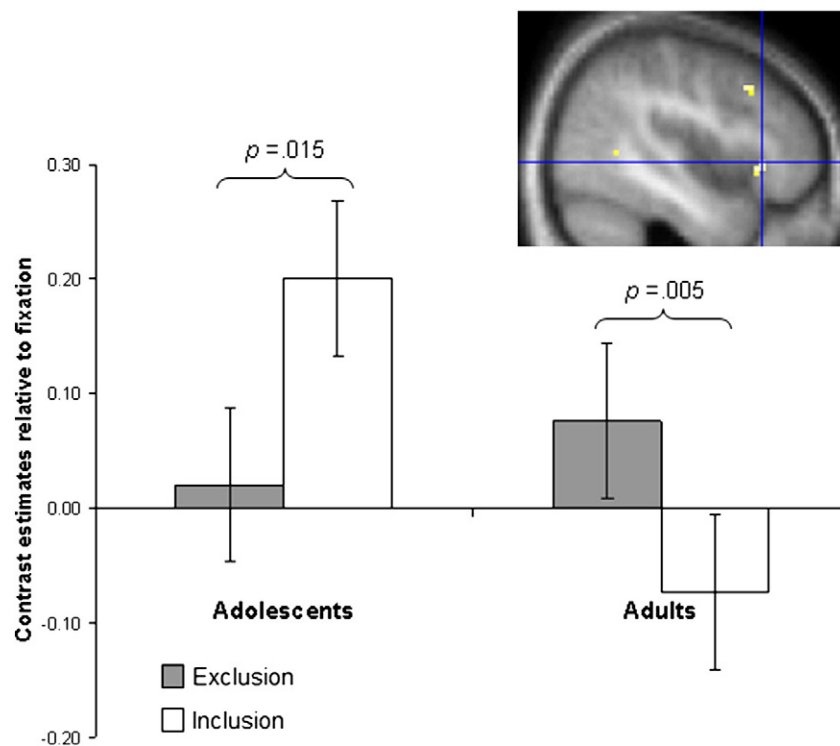 p =.015
0.30
Contrast estimates relative to fixation
0.20
p =.005
0.10
0.00
Adolescents
Adults
-0.10
Exclusion
Inclusion
-0.20